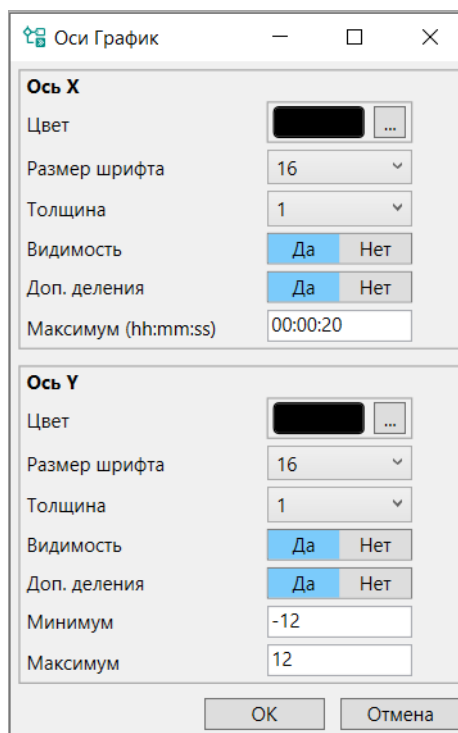 Оси График
Ось X
Цвет ...
Размер шрифта 16
Толщина 1
Видимость Да Нет
Доп. деления Да Нет
Максимум (hh:mm:ss) 00:00:20
Ось Y
Цвет ...
Размер шрифта 16
Толщина 1
Видимость Да Нет
Доп. деления Да Нет
Минимум -12
Максимум 12
OK Отмена